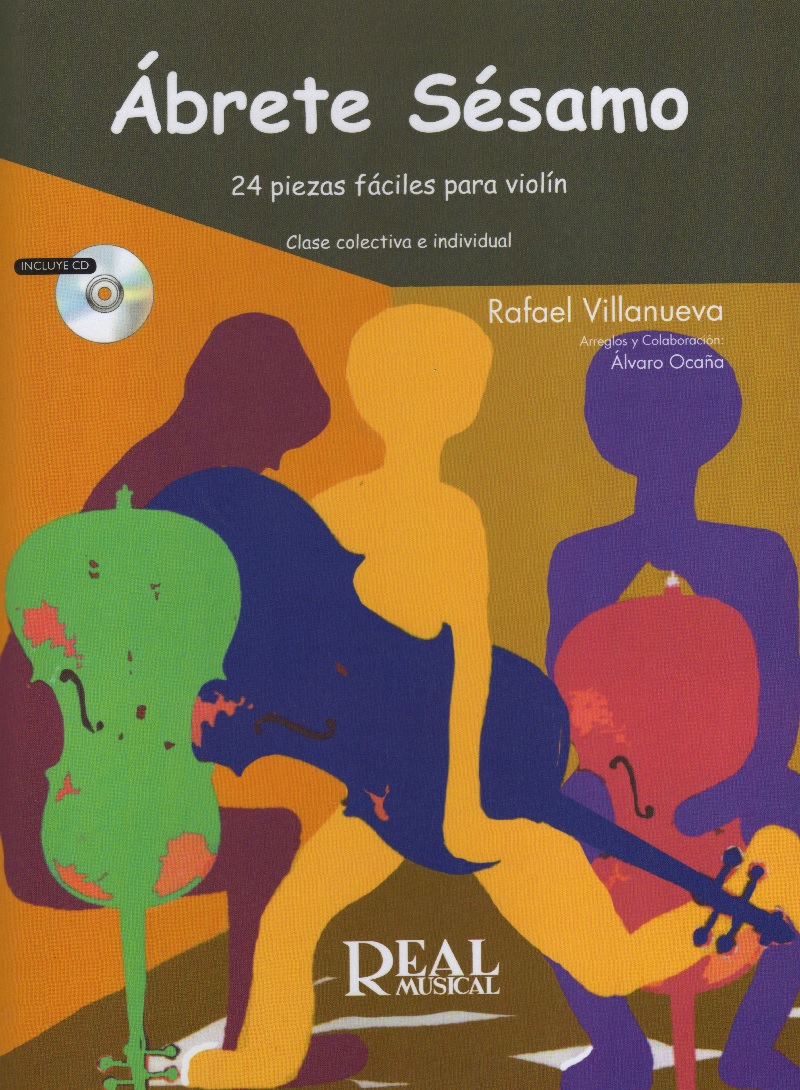 Ábrete Sésamo
24 piezas fáciles para violín
Clase colectiva e individual
INCLUYE CD
Rafael Villanueva
Arreglos y Colaboración:
Álvaro Ocaña
REAL
MUSICAL